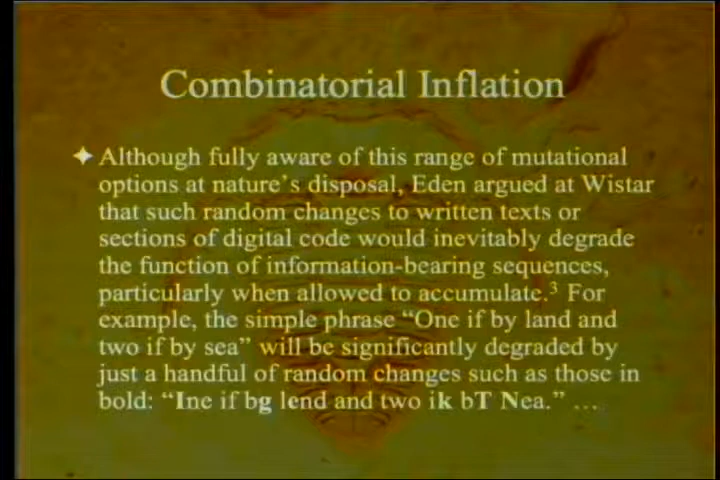 Combinatorial Inflation
Although fully aware of this range of mutational
options at nature's disposal, Eden argued at Wistar
that such random changes to written texts or
sections of digital code would inevitably degrade
the function of information-bearing sequences,
particularly when allowed to accumulate.³ For
example, the simple phrase “One if by land and
two if by sea” will be significantly degraded by
just a handful of random changes such as those in
bold: “Ine if bg lend and two ik bT Nea.” …